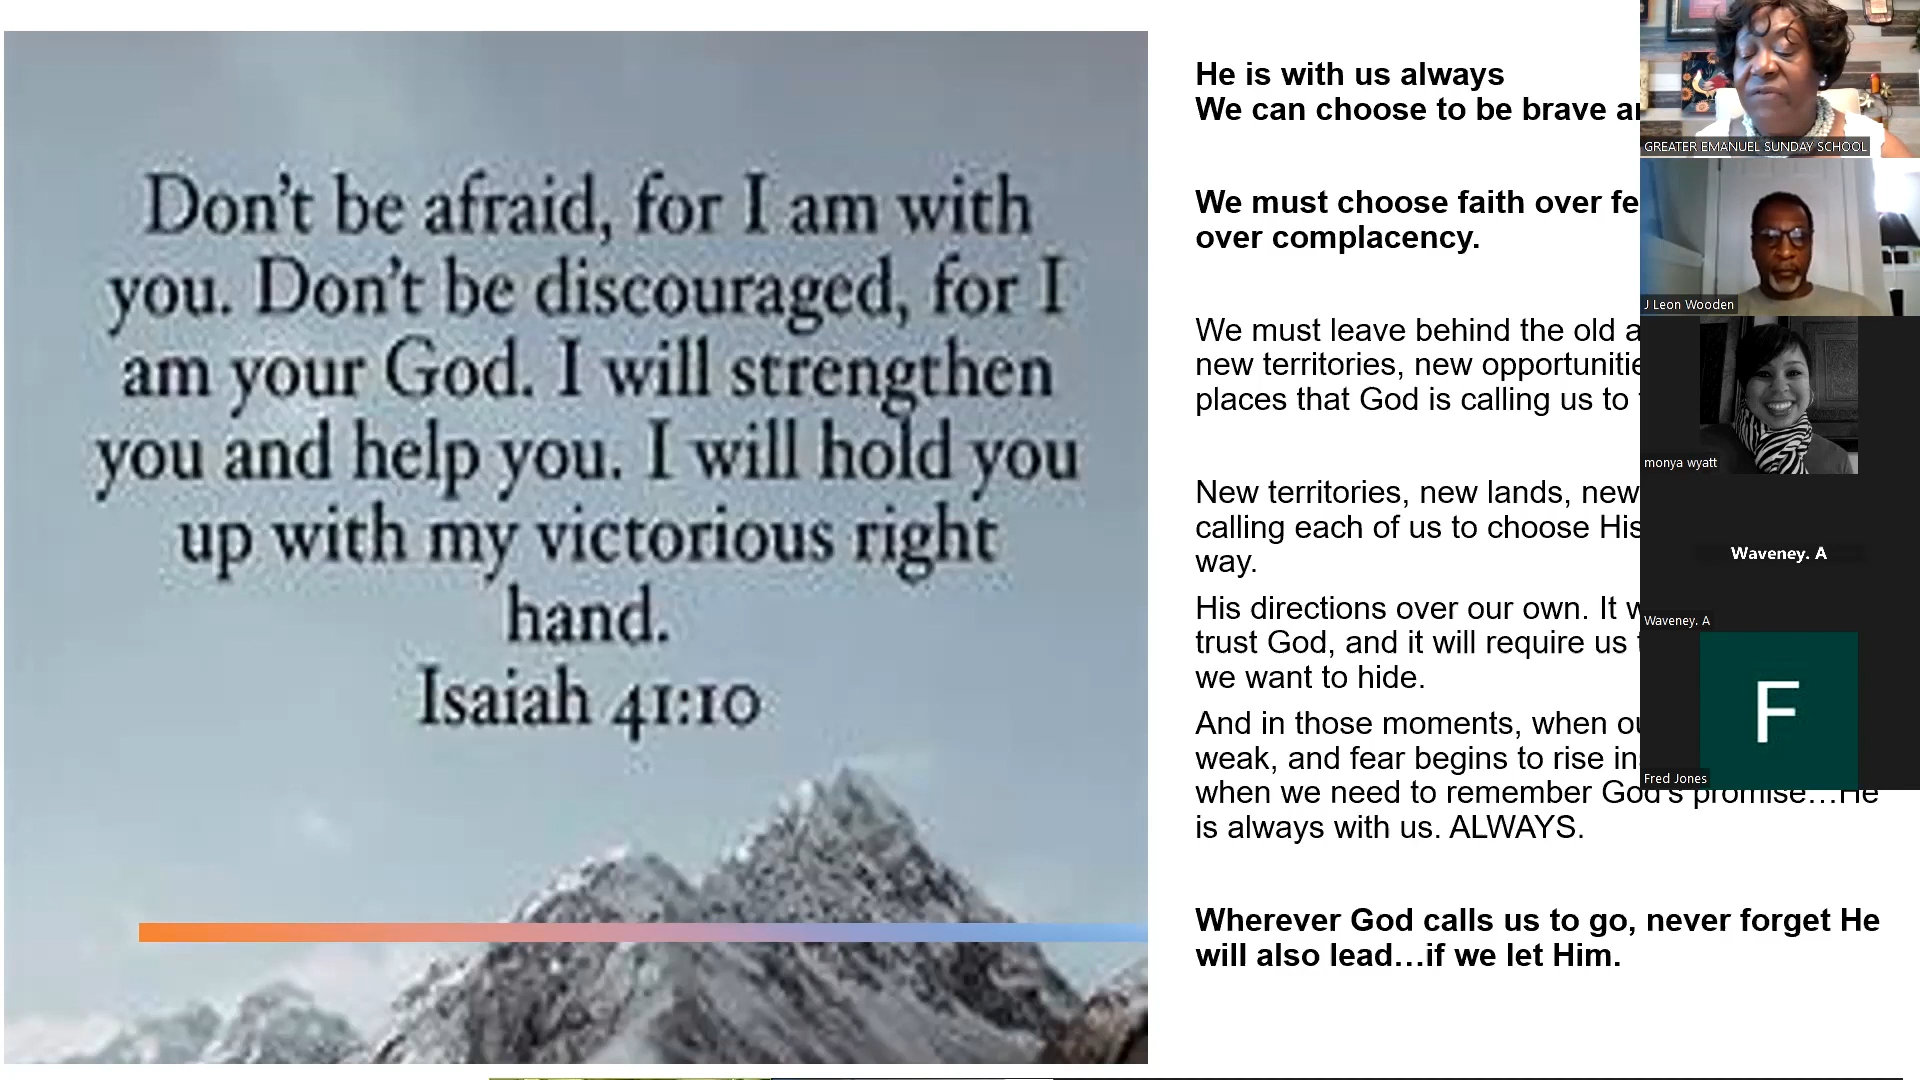 Don't be afraid, for I am with
you. Don't be discouraged, for I
am your God. I will strengthen
you and help you. I will hold you
up with my victorious right
hand.
Isaiah 41:10
He is with us always
We can choose to be brave
We must choose faith over
over complacency.
We must leave behind the old
new territories, new
places that God is calling us to
New territories, new lands, new
calling each of us to choose His
way.
His directions over our own. It
trust God, and it will require us
we want to hide.
And in those moments, when
weak, and fear begins to rise
when we need to remember God's promise...He
is always with us. ALWAYS.
Wherever God calls us to go, never forget He
will also lead...if we let Him.
GREATER EMANUEL SUNDAY SCHOOL
J Leon Wooden
monya wyatt
Waveney. A
Waveney. A
F
Fred Jones